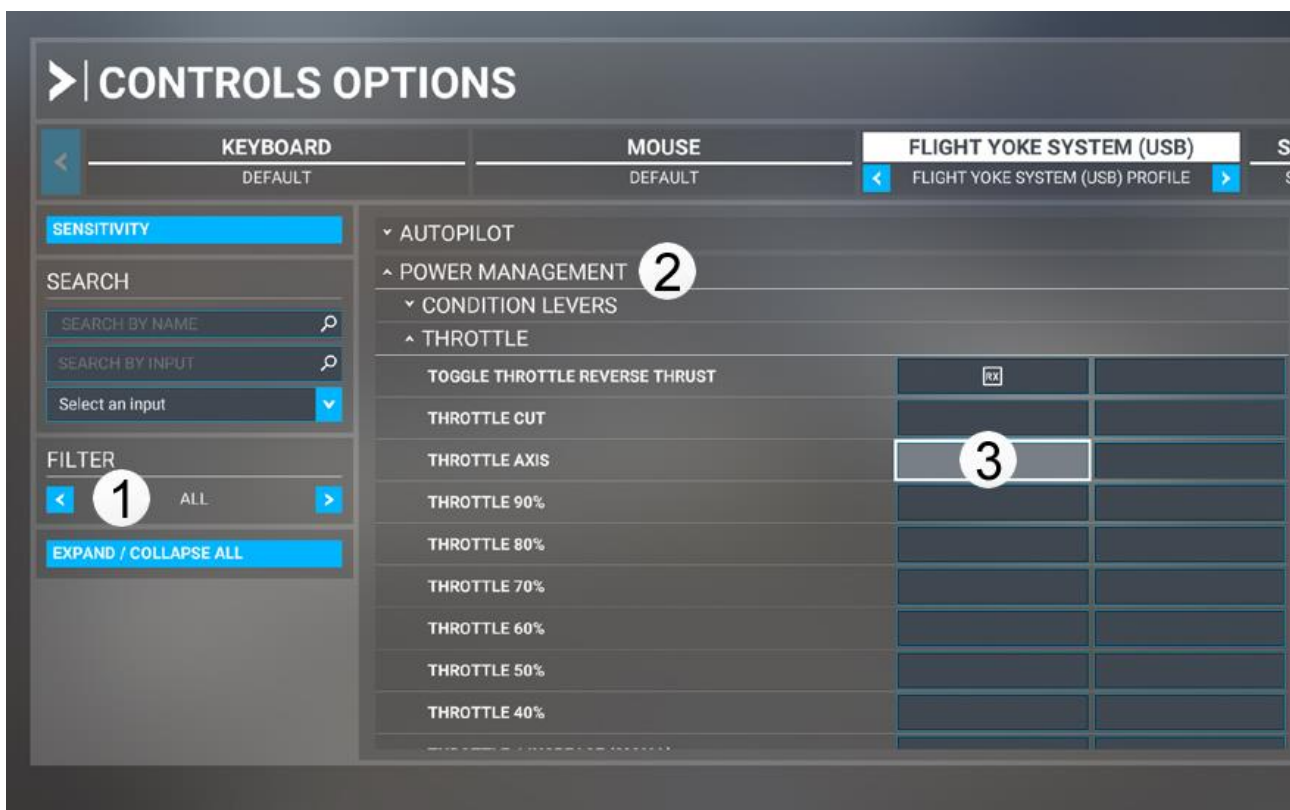 CONTROLS OPTIONS
KEYBOARD
DEFAULT
MOUSE
DEFAULT
FLIGHT YOKE SYSTEM (USB)
FLIGHT YOKE SYSTEM (USB) PROFILE
S
S
SENSITIVITY
SEARCH
SEARCH BY NAME
SEARCH BY INPUT
Select an input
FILTER
1 ALL
EXPAND / COLLAPSE ALL
AUTOPILOT
POWER MANAGEMENT 2
CONDITION LEVERS
THROTTLE
TOGGLE THROTTLE REVERSE THRUST RX
THROTTLE CUT
THROTTLE AXIS 3
THROTTLE 90%
THROTTLE 80%
THROTTLE 70%
THROTTLE 60%
THROTTLE 50%
THROTTLE 40%